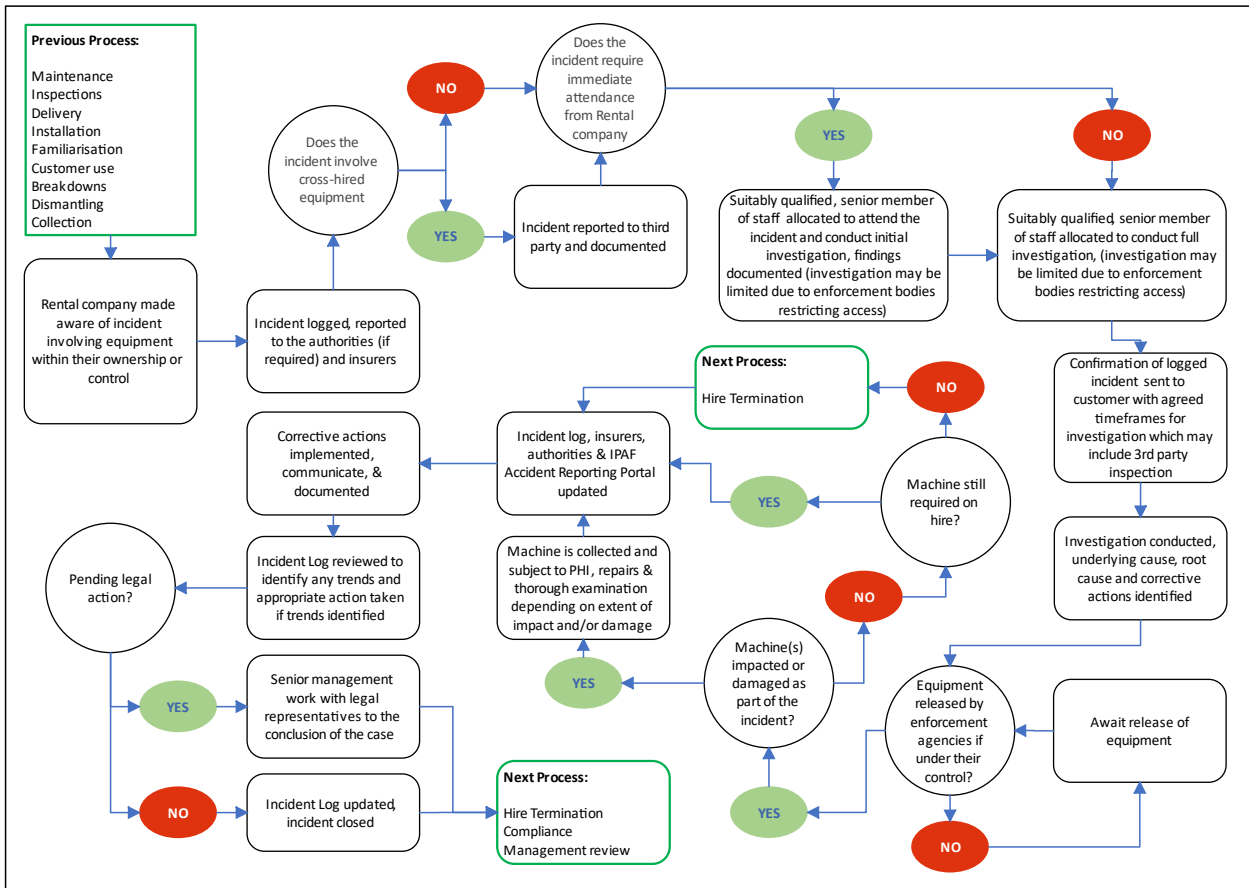 Previous Process:
Maintenance
Inspections
Delivery
Installation
Familiarisation
Customer use
Breakdowns
Dismantling
Collection
Rental company made
aware of incident
involving equipment
within their ownership or
control
Incident logged, reported
to the authorities (if
required) and insurers
Does the
incident involve
cross-hired
equipment
NO
YES
Incident reported to third
party and documented
Does the
incident require
immediate
attendance
from Rental
company
YES
NO
Suitably qualified, senior member
of staff allocated to attend the
incident and conduct initial
investigation, findings
documented (investigation may be
limited due to enforcement bodies
restricting access)
Suitably qualified, senior member
of staff allocated to conduct full
investigation, (investigation may
be limited due to enforcement
bodies restricting access)
Confirmation of logged
incident sent to
customer with agreed
timeframes for
investigation which may
include 3rd party
inspection
Investigation conducted,
underlying cause, root
cause and corrective
actions identified
Equipment
released by
enforcement
agencies if
under their
control?
NO
Await release of
equipment
YES
Machine(s)
impacted or
damaged as
part of the
incident?
YES
NO
Machine is collected and
subject to PHI, repairs &
thorough examination
depending on extent of
impact and/or damage
Machine still
required on
hire?
YES
NO
Next Process:
Hire Termination
Incident log, insurers,
authorities & IPAF
Accident Reporting Portal
updated
Corrective actions
implemented,
communicate, &
documented
Incident Log reviewed to
identify any trends and
appropriate action taken
if trends identified
Pending legal
action?
YES
Senior management
work with legal
representatives to the
conclusion of the case
NO
Incident Log updated,
incident closed
Next Process:
Hire Termination
Compliance
Management review